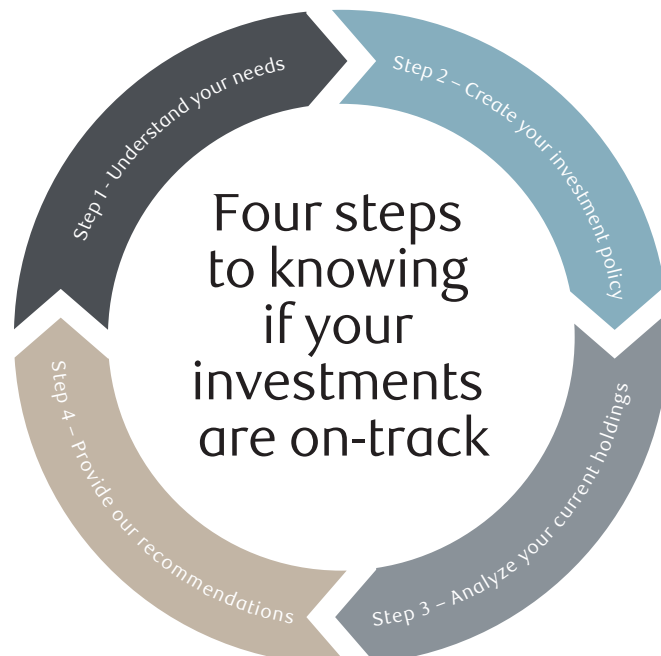 Step 1 - Understand your needs
Step 2 – Create your investment policy
Four steps
to knowing
if your
investments
are on-track
Step 3 – Analyze your current holdings
Step 4 – Provide our recommendations